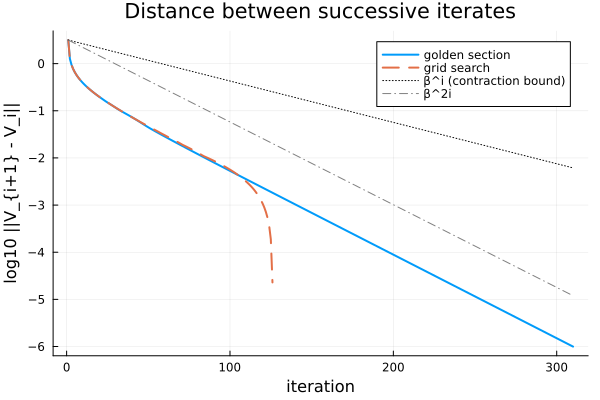 Distance between successive iterates
log10 ||V_{i+1} - V_i||
0
−1
−2
−3
−4
−5
−6
golden section
grid search
β^i (contraction bound)
β^2i
0
100
200
300
iteration